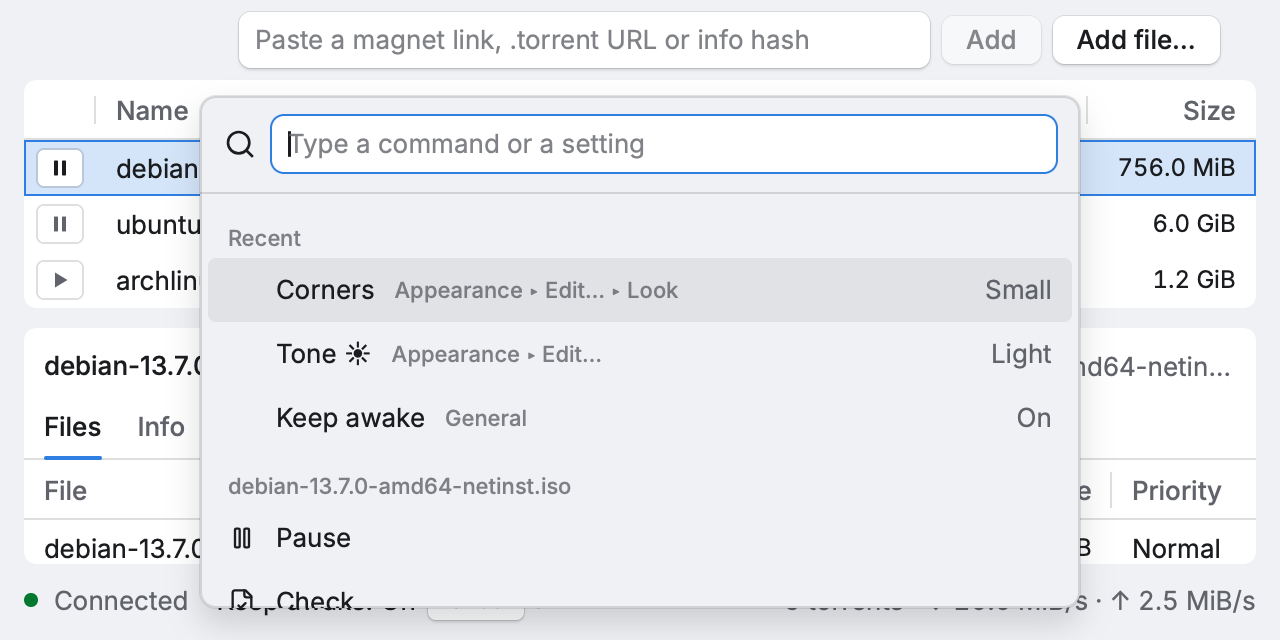 Paste a magnet link, .torrent URL or info hash
Add
Add file...
Name
Size
Type a command or a setting
debian
756.0 MiB
ubuntu
6.0 GiB
Recent
1.2 GiB
Corners Appearance ▸ Edit... ▸ Look Small
Tone ☀ Appearance ▸ Edit... Light
debian-13.7.0
md64-netin...
Files Info
Keep awake General On
debian-13.7.0-amd64-netinst.iso
File
Priority
Pause
debian-13.7.0
Normal
Check
Connected
↑ 2.5 MiB/s